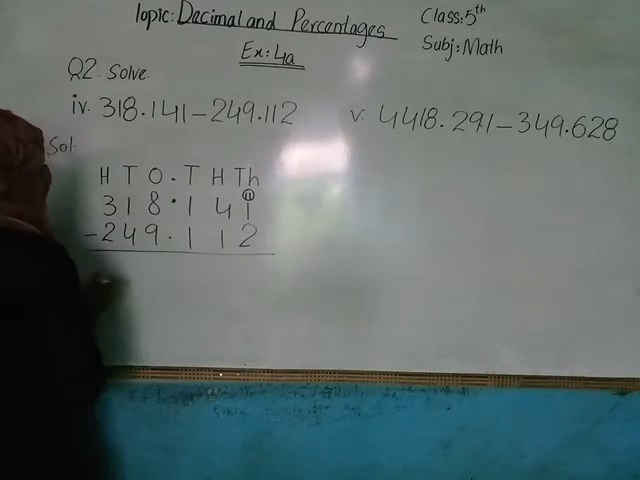 Topic: Decimal and Percentages
Class: 5th
Subj: Math
Ex: 4a
Q2. Solve.
iv. 318.141 - 249.112
v. 4418.291 - 349.628
Sol.
H T O . T H Th
11
3 1 8 . 1 4 1
- 2 4 9 . 1 1 2